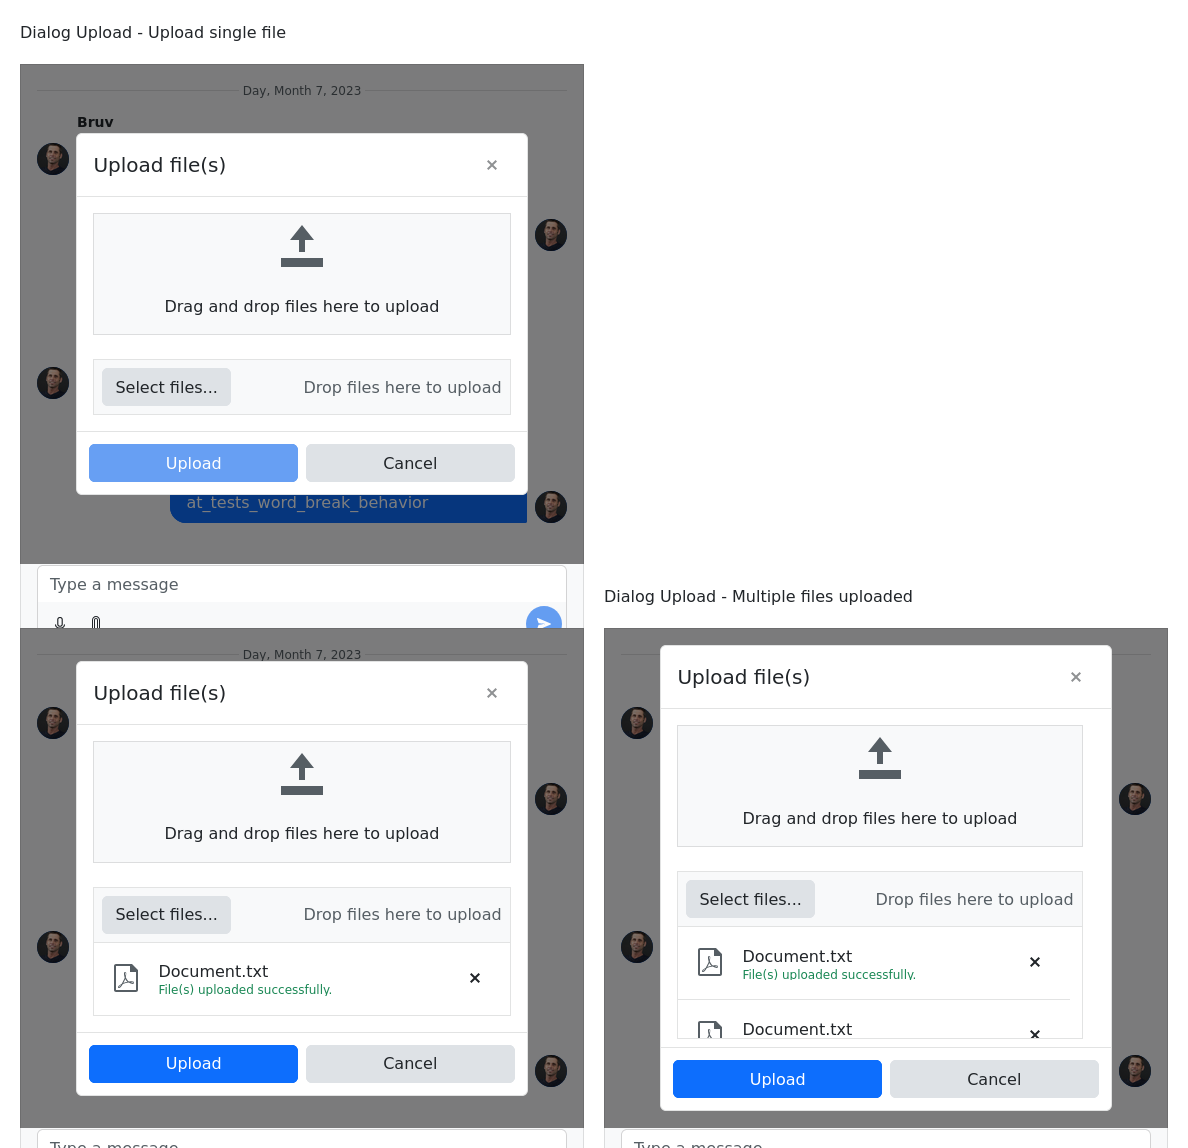 Dialog Upload - Upload single file
Day, Month 7, 2023
Bruv
Upload file(s)
Drag and drop files here to upload
Select files...
Drop files here to upload
Upload
Cancel
at_tests_word_break_behavior
Type a message
Dialog Upload - Multiple files uploaded
Day, Month 7, 2023
Upload file(s)
Drag and drop files here to upload
Select files...
Drop files here to upload
Document.txt
File(s) uploaded successfully.
Upload
Cancel
Type a message
Upload file(s)
Drag and drop files here to upload
Select files...
Drop files here to upload
Document.txt
File(s) uploaded successfully.
Document.txt
Upload
Cancel
Type a message